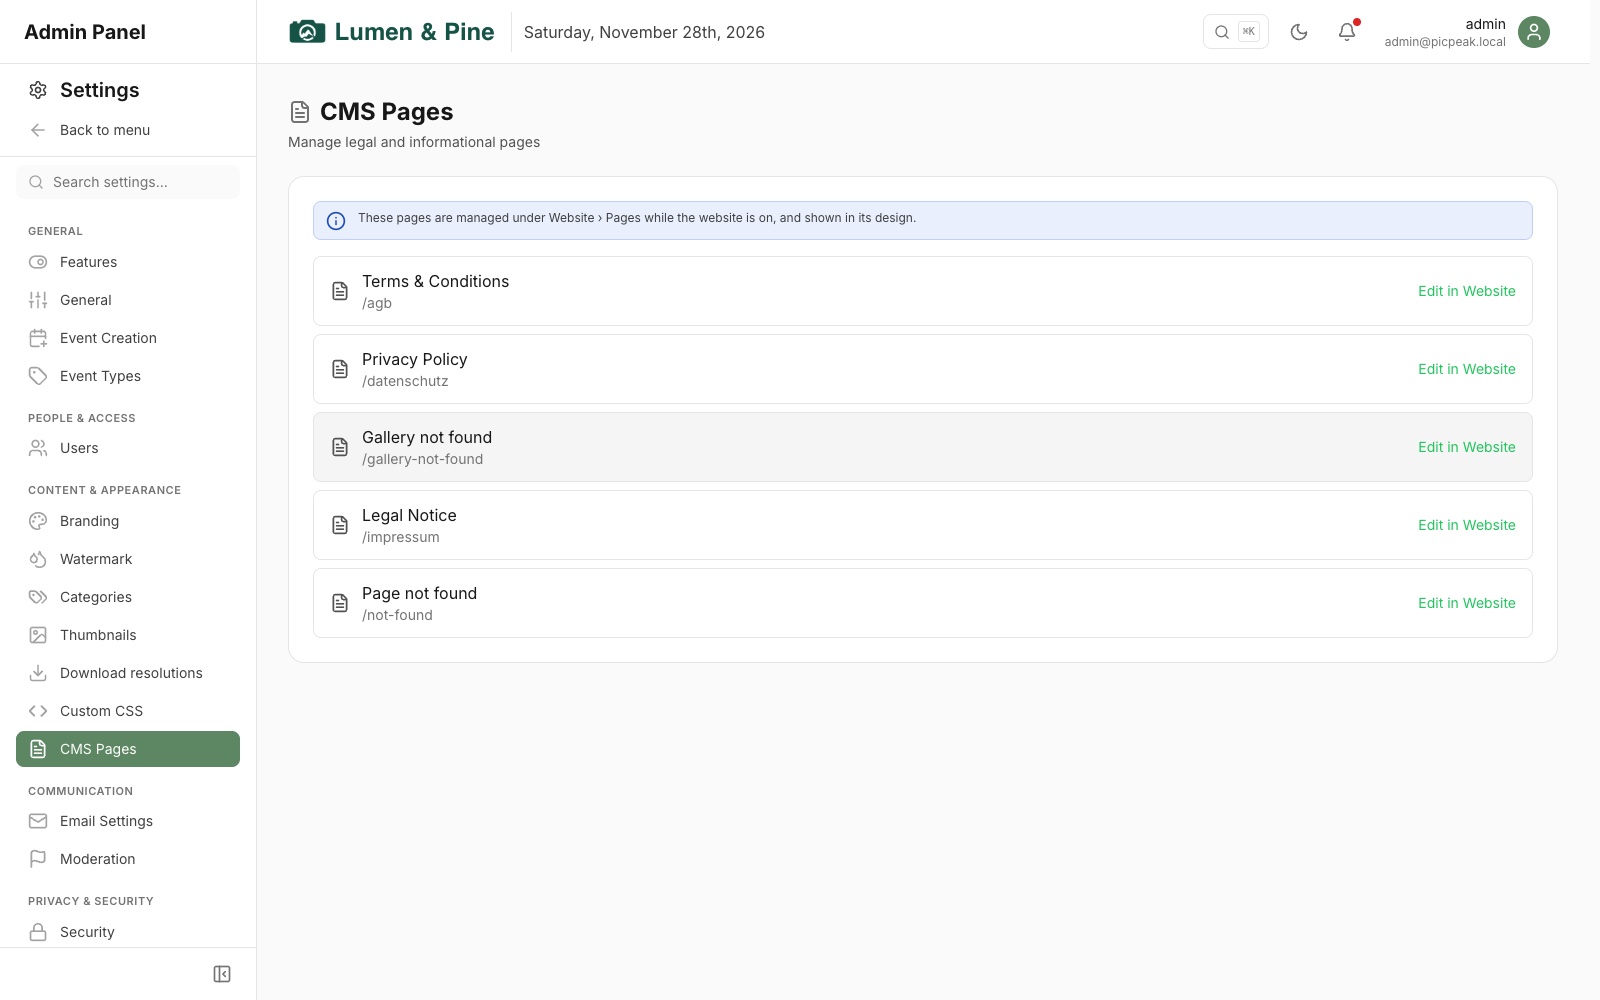 Admin Panel
Lumen & Pine
Saturday, November 28th, 2026
⌘K
admin
admin@picpeak.local
Settings
Back to menu
Search settings...
GENERAL
Features
General
Event Creation
Event Types
PEOPLE & ACCESS
Users
CONTENT & APPEARANCE
Branding
Watermark
Categories
Thumbnails
Download resolutions
Custom CSS
CMS Pages
COMMUNICATION
Email Settings
Moderation
PRIVACY & SECURITY
Security
CMS Pages
Manage legal and informational pages
These pages are managed under Website › Pages while the website is on, and shown in its design.
Terms & Conditions
/agb
Edit in Website
Privacy Policy
/datenschutz
Edit in Website
Gallery not found
/gallery-not-found
Edit in Website
Legal Notice
/impressum
Edit in Website
Page not found
/not-found
Edit in Website